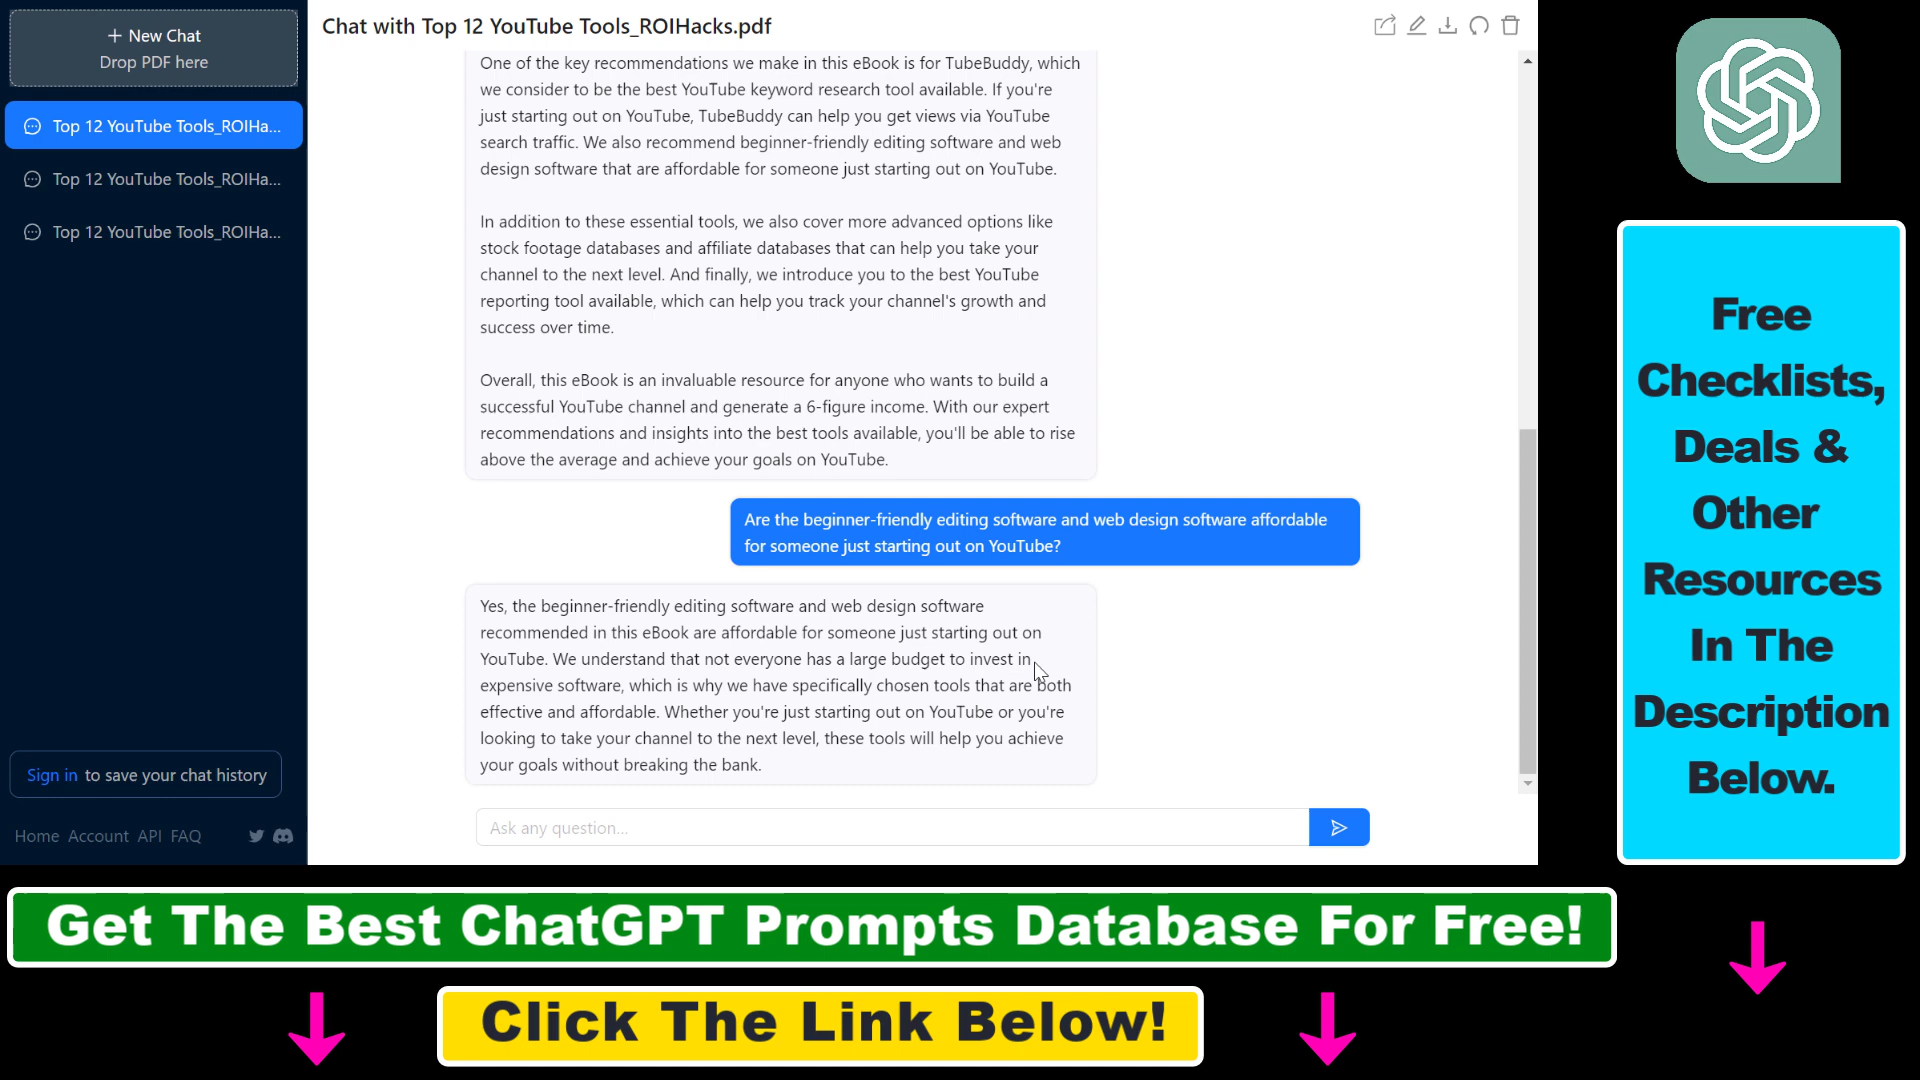 + New Chat
Drop PDF here
Top 12 YouTube Tools_ROIHa...
Top 12 YouTube Tools_ROIHa...
Top 12 YouTube Tools_ROIHa...
Sign in to save your chat history
Home Account API FAQ
Chat with Top 12 YouTube Tools_ROIHacks.pdf
One of the key recommendations we make in this eBook is for TubeBuddy, which
we consider to be the best YouTube keyword research tool available. If you're
just starting out on YouTube, TubeBuddy can help you get views via YouTube
search traffic. We also recommend beginner-friendly editing software and web
design software that are affordable for someone just starting out on YouTube.
In addition to these essential tools, we also cover more advanced options like
stock footage databases and affiliate databases that can help you take your
channel to the next level. And finally, we introduce you to the best YouTube
reporting tool available, which can help you track your channel's growth and
success over time.
Overall, this eBook is an invaluable resource for anyone who wants to build a
successful YouTube channel and generate a 6-figure income. With our expert
recommendations and insights into the best tools available, you'll be able to rise
above the average and achieve your goals on YouTube.
Are the beginner-friendly editing software and web design software affordable
for someone just starting out on YouTube?
Yes, the beginner-friendly editing software and web design software
recommended in this eBook are affordable for someone just starting out on
YouTube. We understand that not everyone has a large budget to invest in
expensive software, which is why we have specifically chosen tools that are both
effective and affordable. Whether you're just starting out on YouTube or you're
looking to take your channel to the next level, these tools will help you achieve
your goals without breaking the bank.
Ask any question...
Free
Checklists,
Deals &
Other
Resources
In The
Description
Below.
Get The Best ChatGPT Prompts Database For Free!
Click The Link Below!